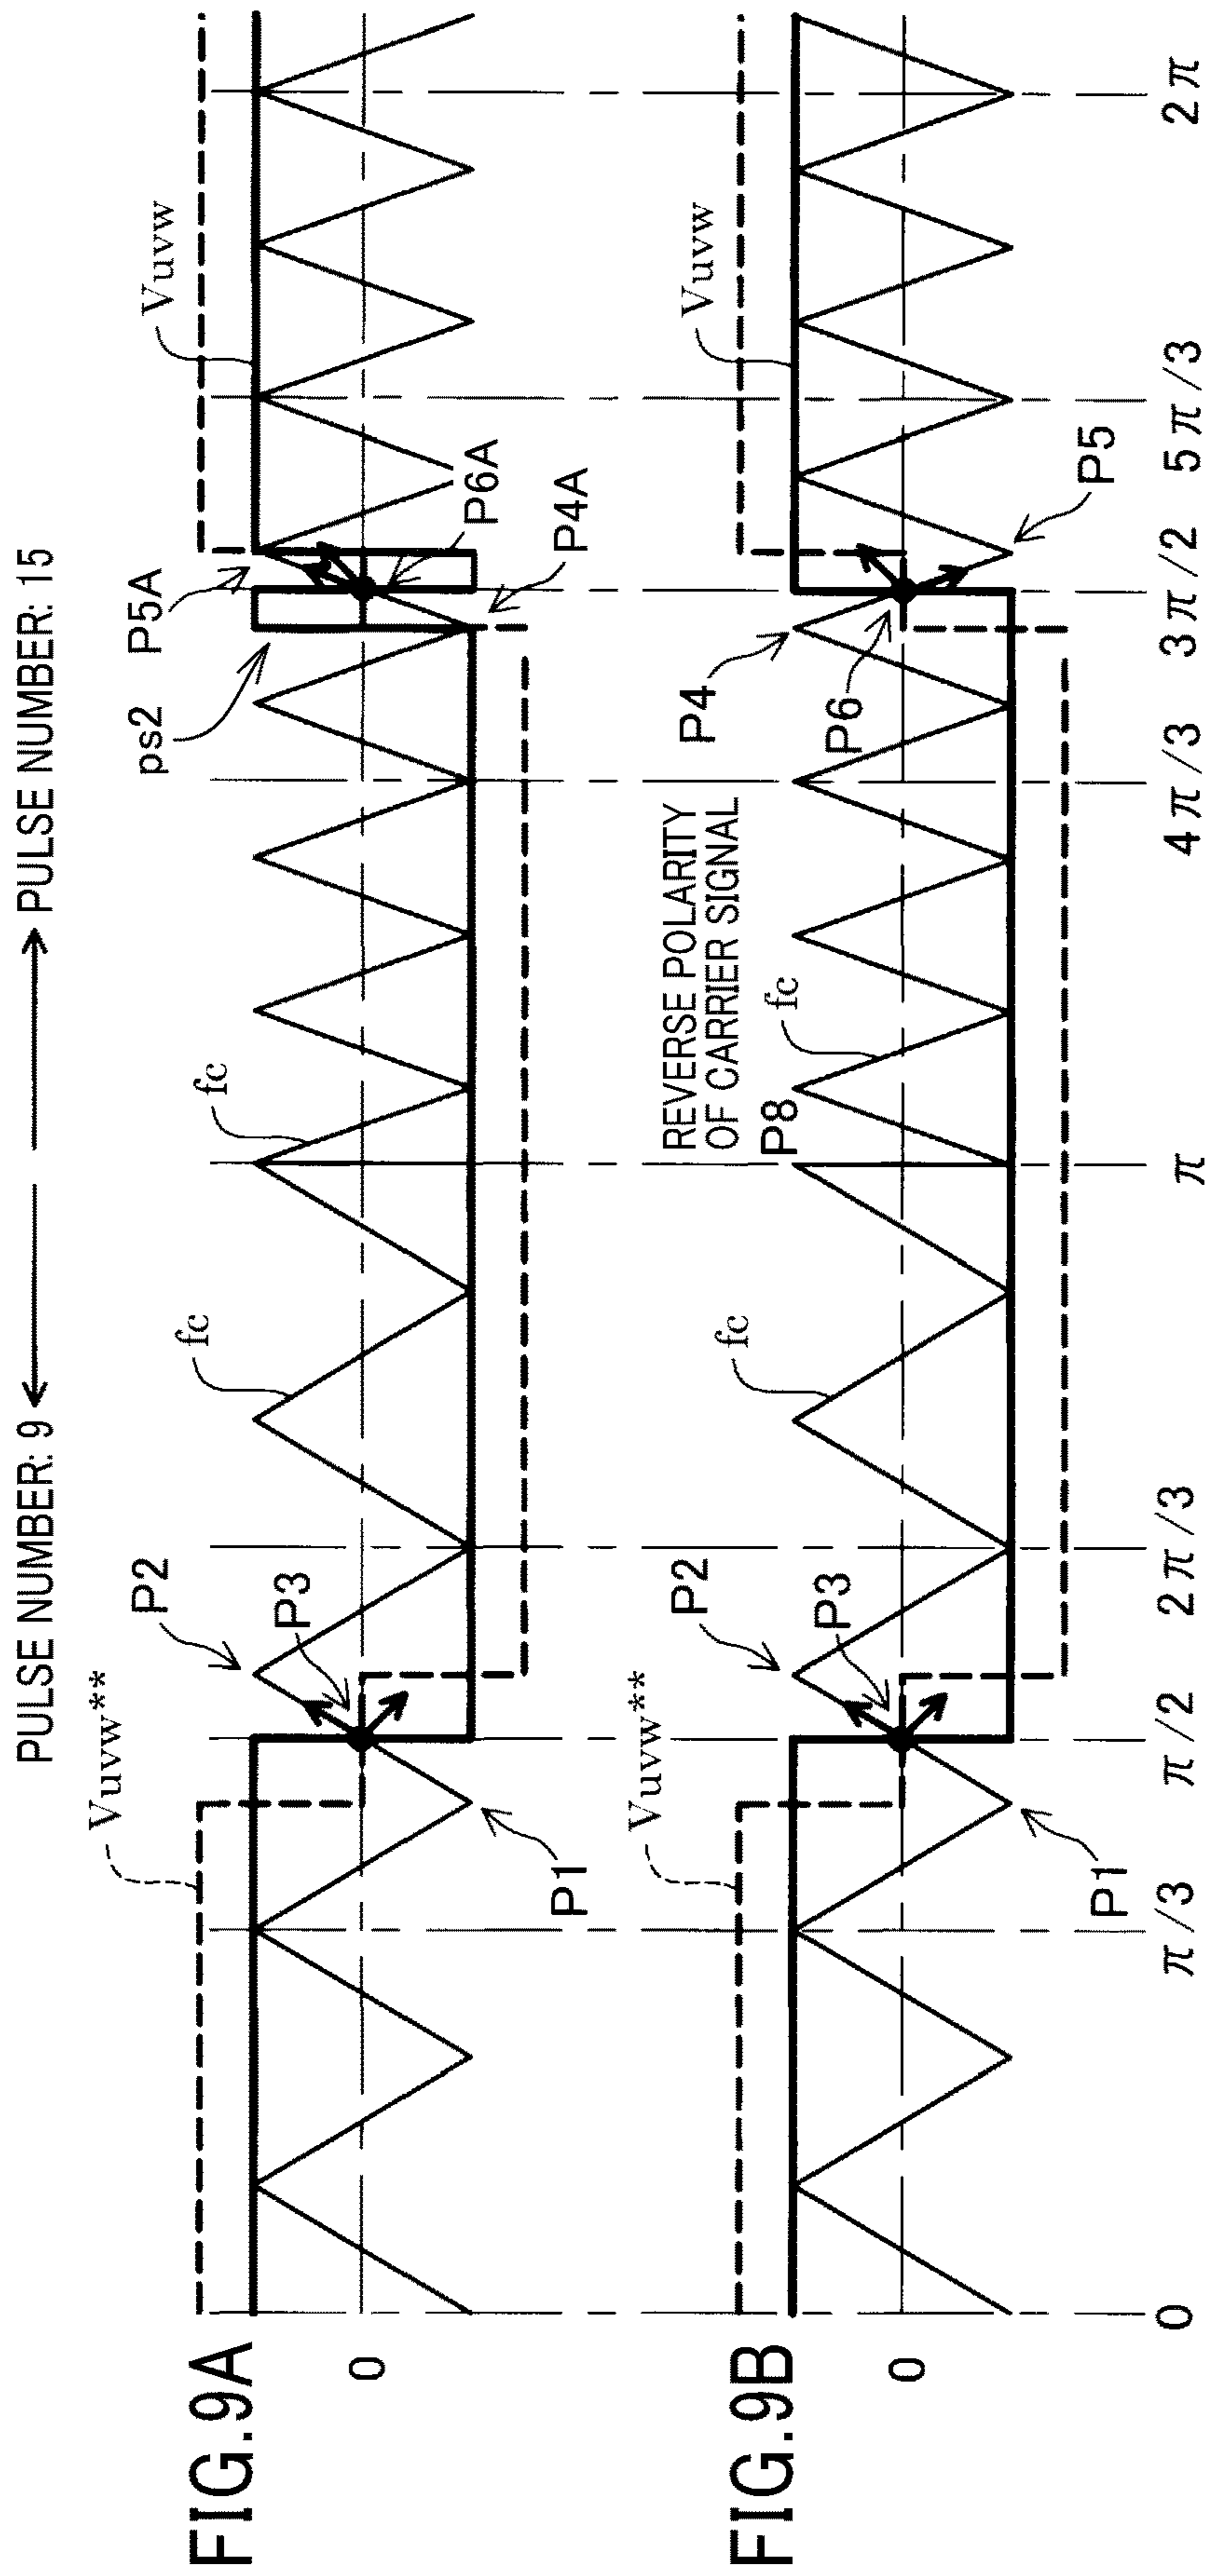 PULSE NUMBER: 9
PULSE NUMBER: 15
FIG.9A
0
Vuvw**
P1
P2
P3
fc
fc
ps2
P5A
P4A
P6A
Vuvw
FIG.9B
0
Vuvw**
P1
P2
P3
fc
P8
REVERSE POLARITY
OF CARRIER SIGNAL
fc
P4
P6
P5
Vuvw
0
π/3
π/2
2π/3
π
4π/3
3π/2
5π/3
2π